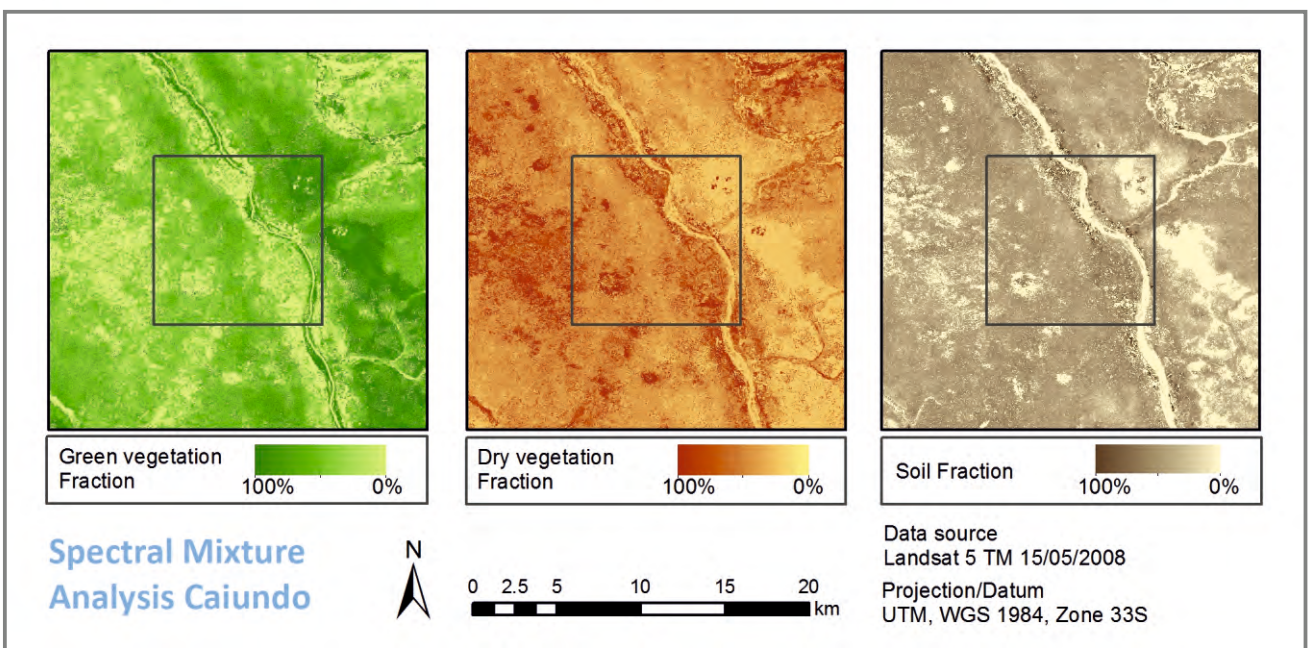 Green vegetation
Fraction
100% 0%
Dry vegetation
Fraction
100% 0%
Soil Fraction
100% 0%
Spectral Mixture
Analysis Caiundo
N
0 2.5 5 10 15 20
km
Data source
Landsat 5 TM 15/05/2008
Projection/Datum
UTM, WGS 1984, Zone 33S